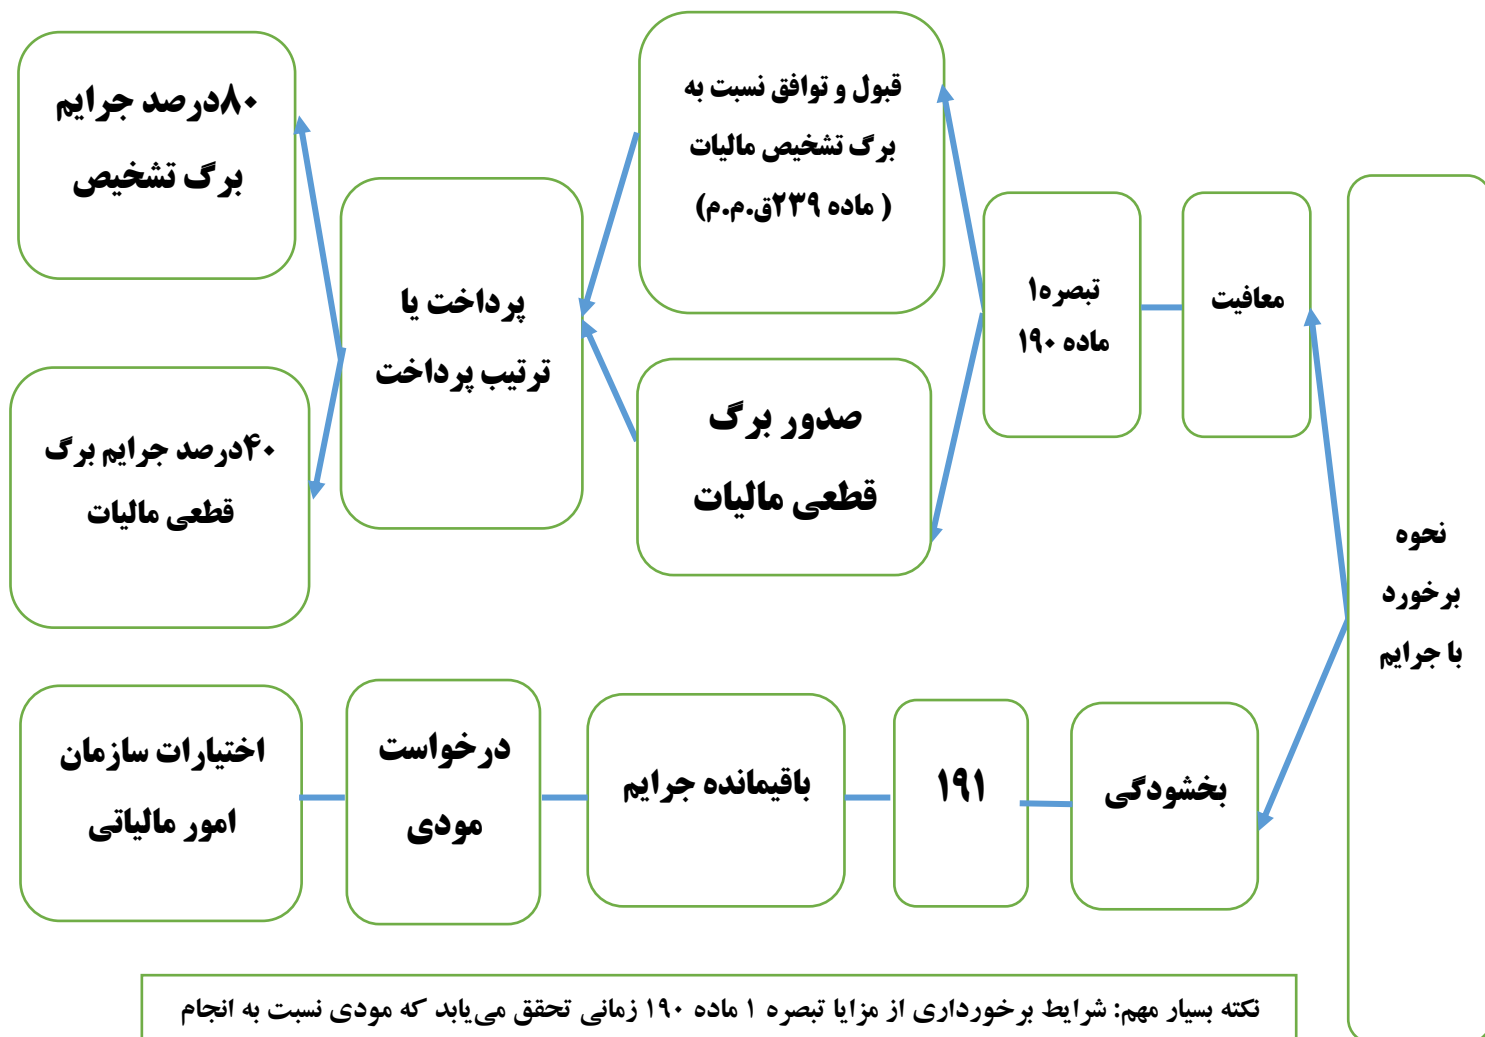 نحوه
برخورد
با جرایم
معافیت
تبصره۱
ماده ۱۹۰
قبول و توافق نسبت به
برگ تشخیص مالیات
( ماده ۲۳۹ق.م.م)
صدور برگ
قطعی مالیات
پرداخت یا
ترتیب پرداخت
۸۰درصد جرایم
برگ تشخیص
۴۰درصد جرایم برگ
قطعی مالیات
بخشودگی
۱۹۱
باقیمانده جرایم
درخواست
مودی
اختیارات سازمان
امور مالیاتی
نکته بسیار مهم: شرایط برخورداری از مزایا تبصره ۱ ماده ۱۹۰ زمانی تحقق می‌یابد که مودی نسبت به انجام